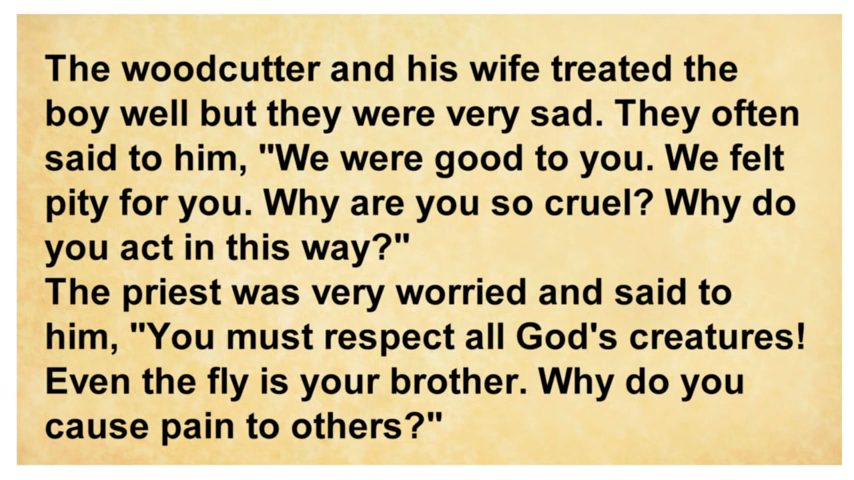 The woodcutter and his wife treated the
boy well but they were very sad. They often
said to him, "We were good to you. We felt
pity for you. Why are you so cruel? Why do
you act in this way?"
The priest was very worried and said to
him, "You must respect all God's creatures!
Even the fly is your brother. Why do you
cause pain to others?"